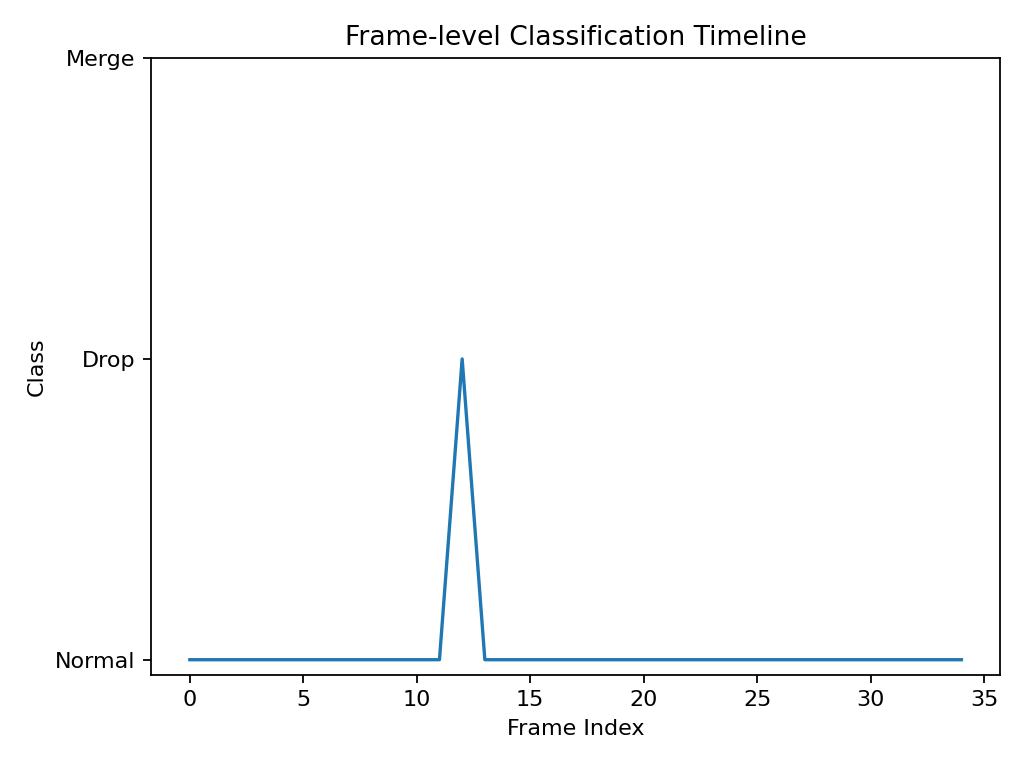 Frame-level Classification Timeline
Merge
Drop
Normal
Class
0 5 10 15 20 25 30 35
Frame Index